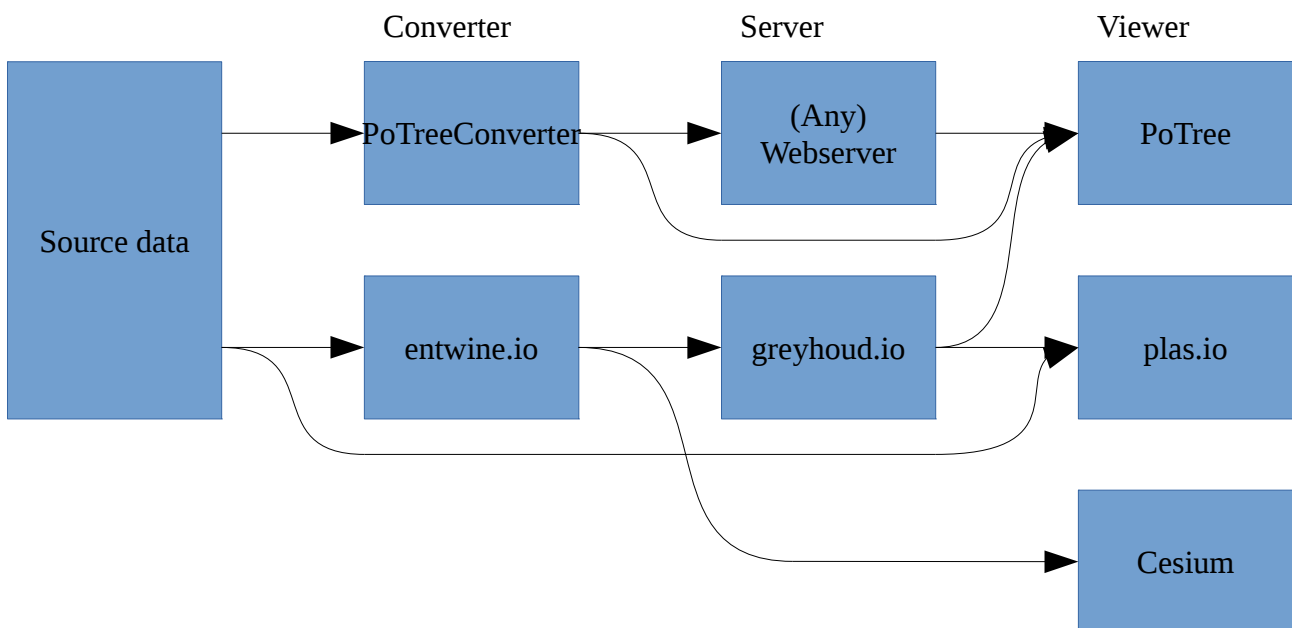 Converter
Server
Viewer
Source data
PoTreeConverter
(Any)
Webserver
PoTree
entwine.io
greyhoud.io
plas.io
Cesium